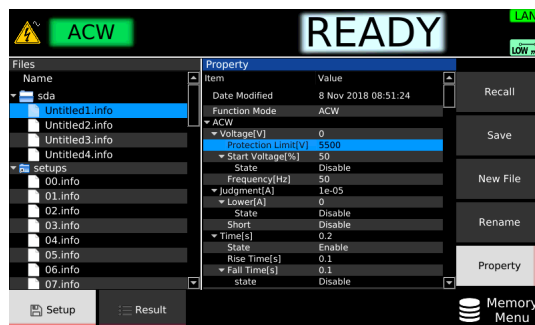 ACW
READY
LAN
LOW
Files
Property
Name
Item Value
sda
Date Modified 8 Nov 2018 08:51:24
Untitled1.info
Function Mode ACW
Untitled2.info
ACW
Untitled3.info
Voltage[V] 0
Untitled4.info
Protection Limit[V] 5500
setups
Start Voltage[%] 50
00.info
State Disable
01.info
Frequency[Hz] 50
02.info
Judgment[A] 1e-05
03.info
Lower[A] 0
04.info
State Disable
05.info
Short Disable
06.info
Time[s] 0.2
07.info
State Enable
Rise Time[s] 0.1
Fall Time[s] 0.1
state Disable
Recall
Save
New File
Rename
Property
Setup
Result
Memory
Menu